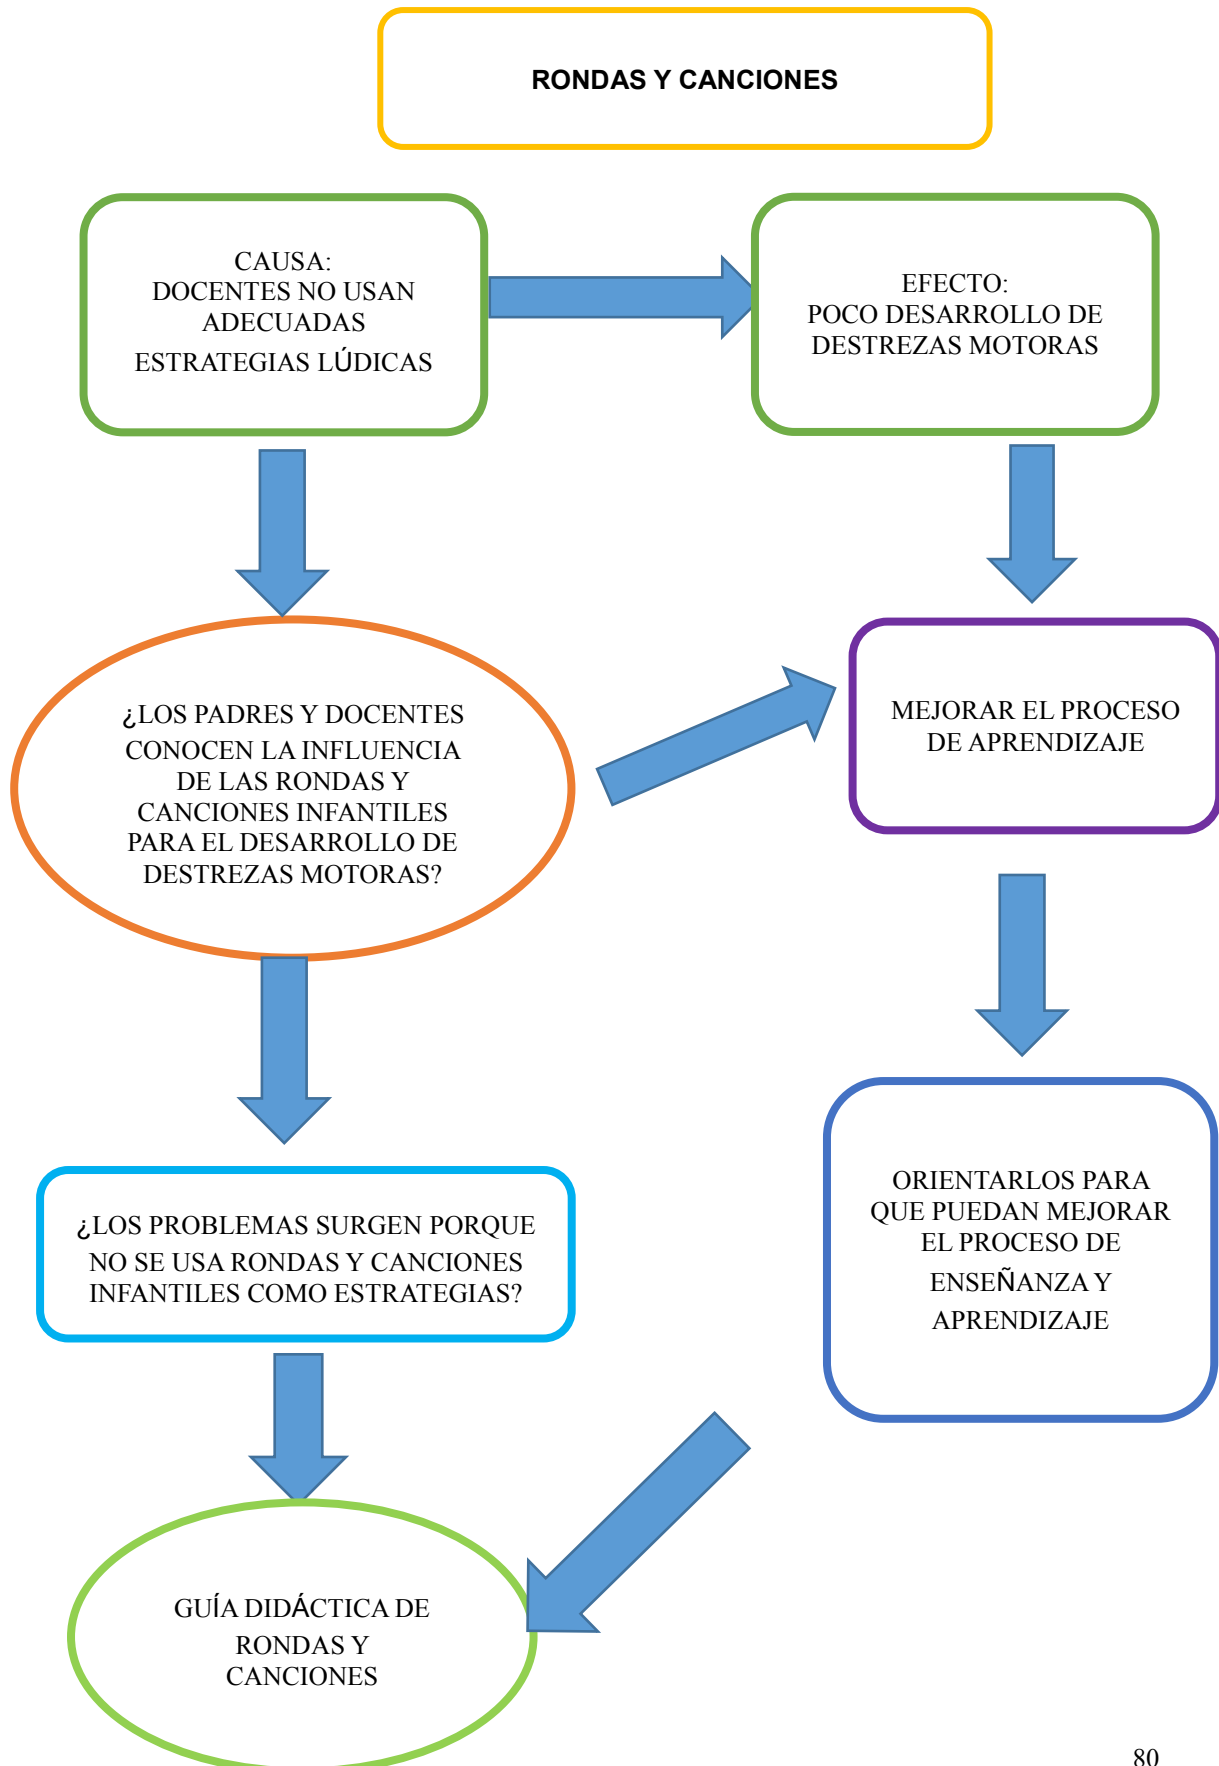 RONDAS Y CANCIONES
CAUSA:
DOCENTES NO USAN
ADECUADAS
ESTRATEGIAS LÚDICAS
EFECTO:
POCO DESARROLLO DE
DESTREZAS MOTORAS
¿LOS PADRES Y DOCENTES
CONOCEN LA INFLUENCIA
DE LAS RONDAS Y
CANCIONES INFANTILES
PARA EL DESARROLLO DE
DESTREZAS MOTORAS?
MEJORAR EL PROCESO
DE APRENDIZAJE
¿LOS PROBLEMAS SURGEN PORQUE
NO SE USA RONDAS Y CANCIONES
INFANTILES COMO ESTRATEGIAS?
ORIENTARLOS PARA
QUE PUEDAN MEJORAR
EL PROCESO DE
ENSEÑANZA Y
APRENDIZAJE
GUÍA DIDÁCTICA DE
RONDAS Y
CANCIONES
80